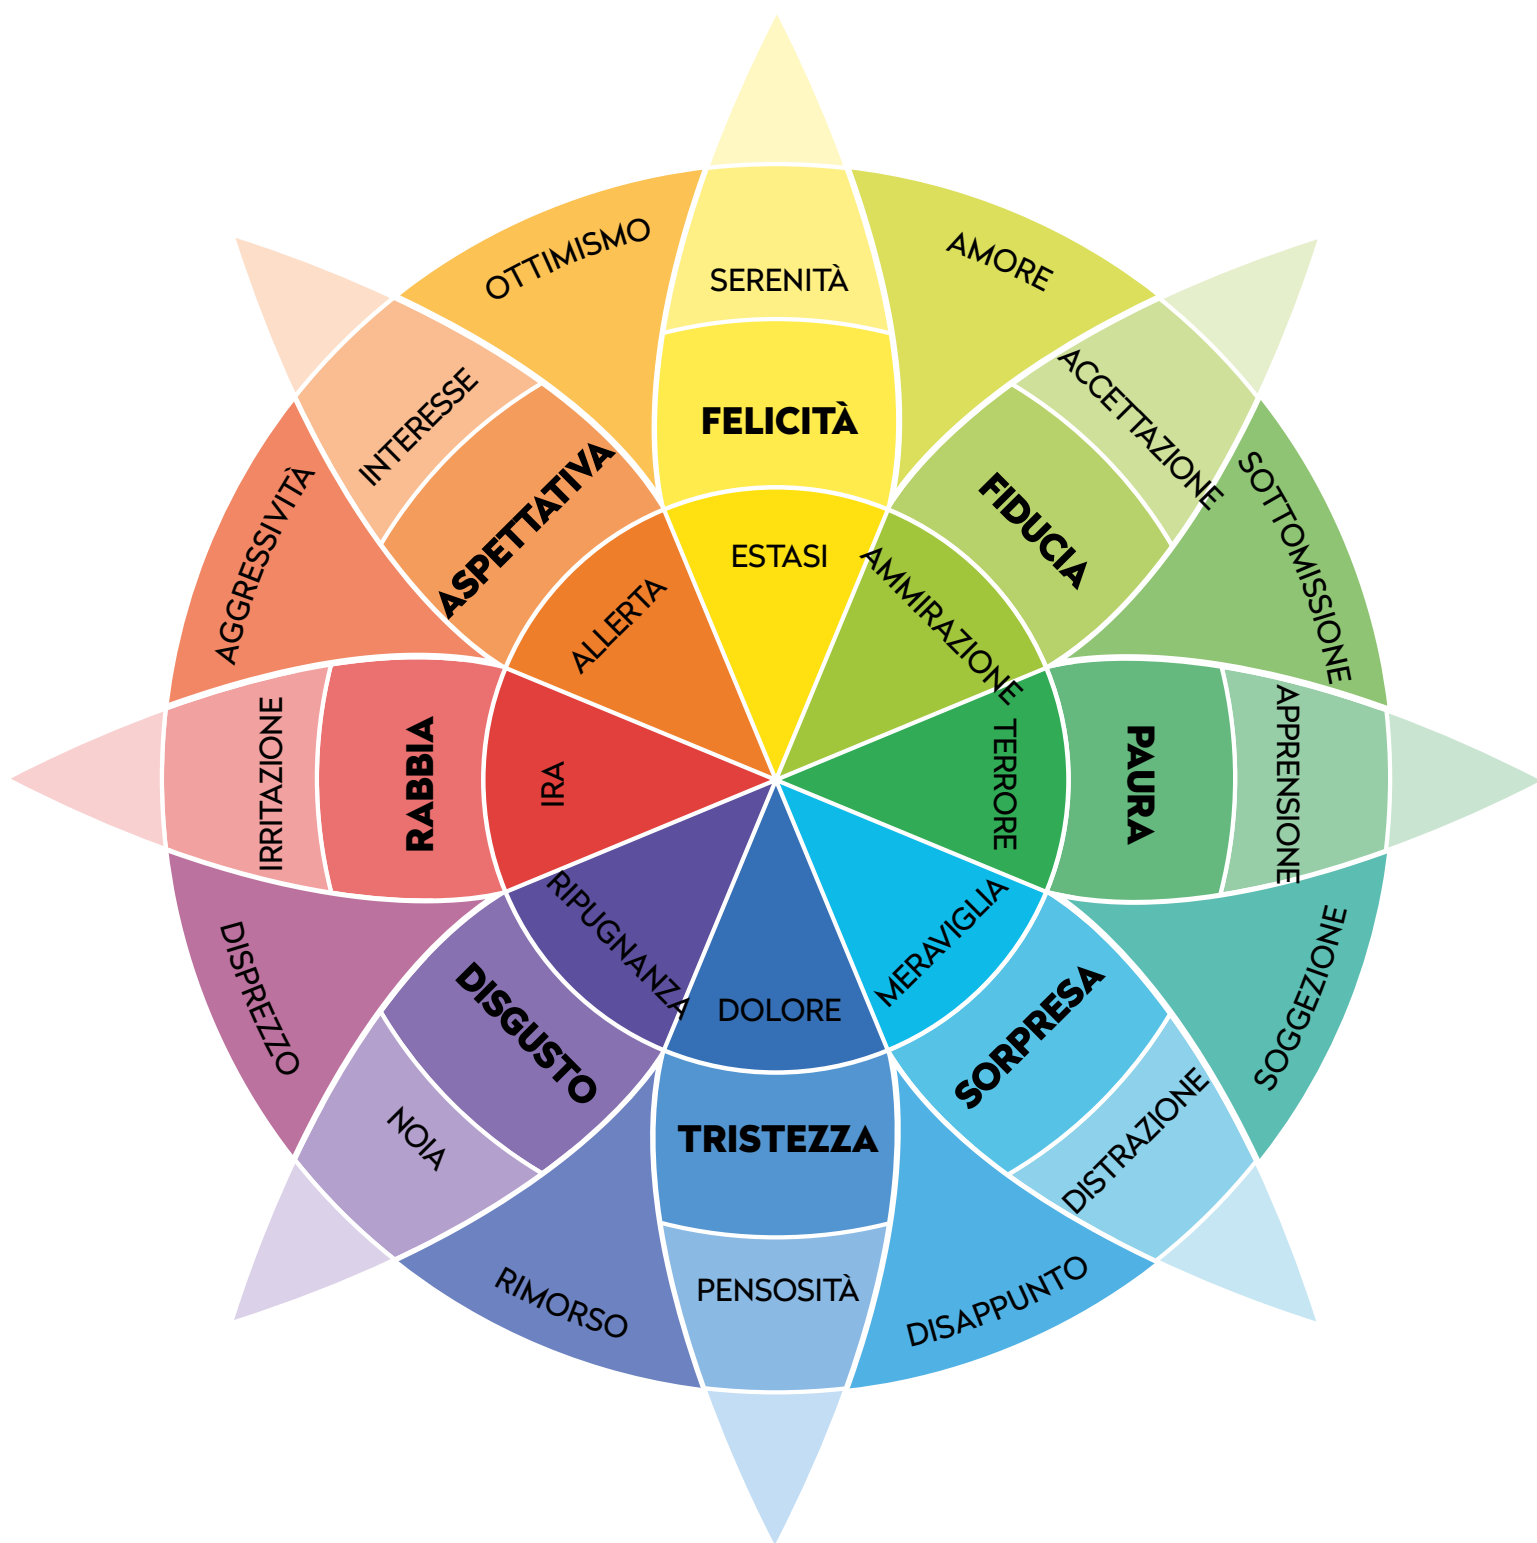 OTTIMISMO
AMORE
SERENITÀ
INTERESSE
ACCETTAZIONE
FELICITÀ
AGGRESSIVITÀ
ASPETTATIVA
FIDUCIA
SOTTOMISSIONE
ESTASI
ALLERTA
AMMIRAZIONE
IRRITAZIONE
RABBIA
IRA
TERRORE
PAURA
APPRENSIONE
RIPUGNANZA
MERAVIGLIA
DOLORE
DISPREZZO
DISGUSTO
SORPRESA
SOGGEZIONE
NOIA
TRISTEZZA
DISTRAZIONE
RIMORSO
PENSOSITÀ
DISAPPUNTO